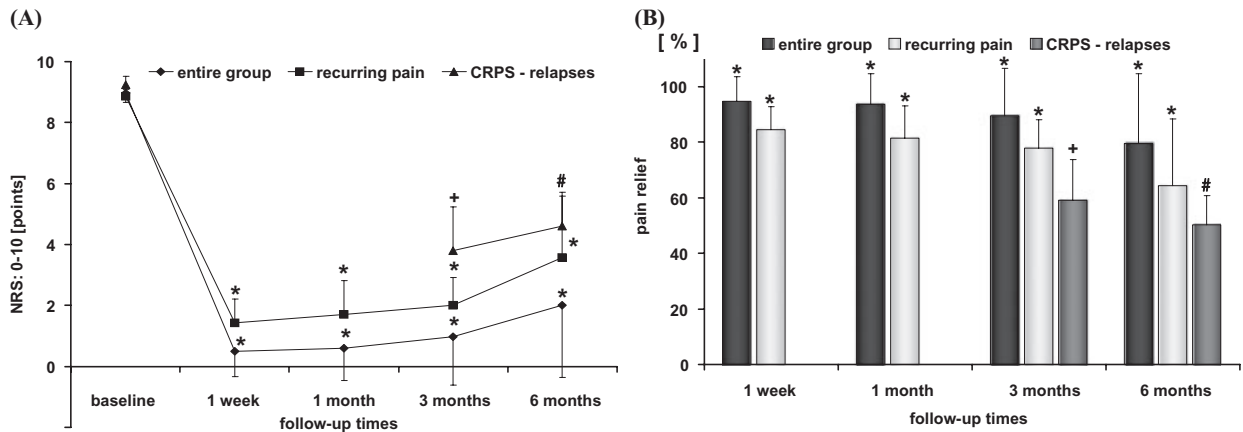 (A)
entire group recurring pain CRPS - relapses
NRS: 0-10 [points]
10
8
6
4
2
0
+
#
*
*
*
*
*
*
*
*
baseline 1 week 1 month 3 months 6 months
follow-up times
(B)
[ % ]
entire group recurring pain CRPS - relapses
pain relief
100
80
60
40
20
0
* * * * * * + * * #
1 week 1 month 3 months 6 months
follow-up times